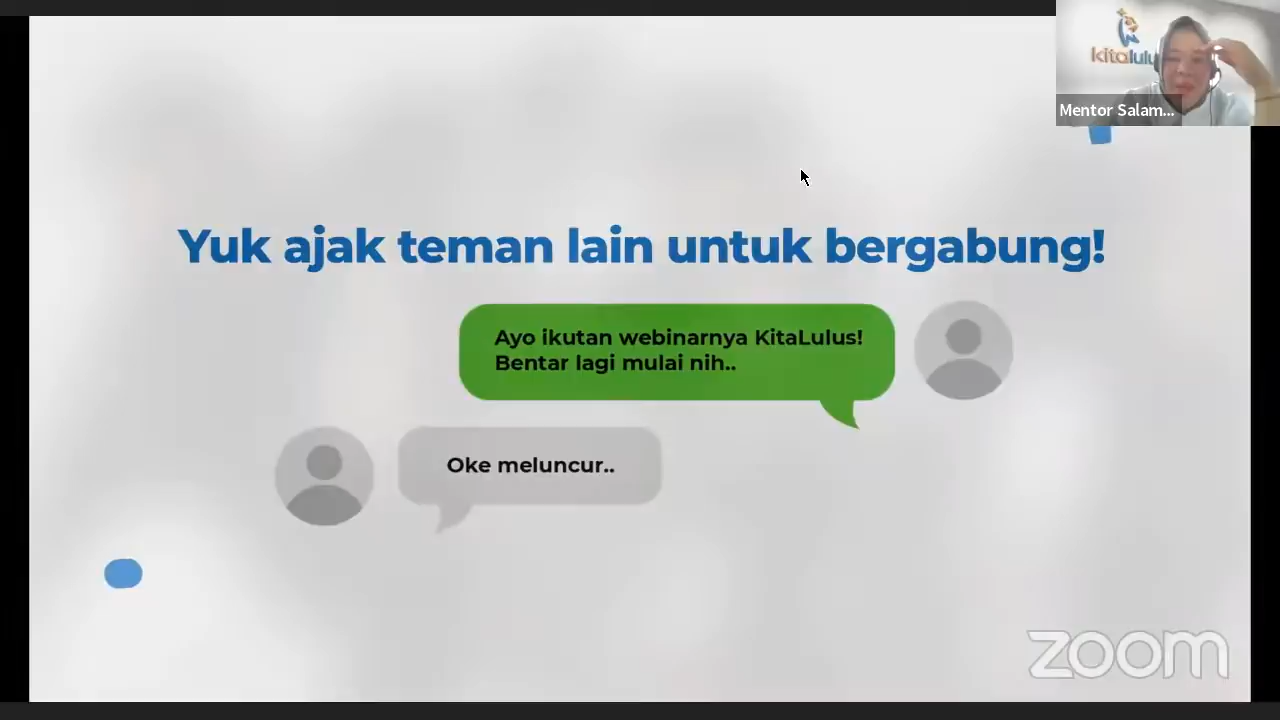 kitalulu
Mentor Salam...
Yuk ajak teman lain untuk bergabung!
Ayo ikutan webinarnya KitaLulus!
Bentar lagi mulai nih..
Oke meluncur..
zoom